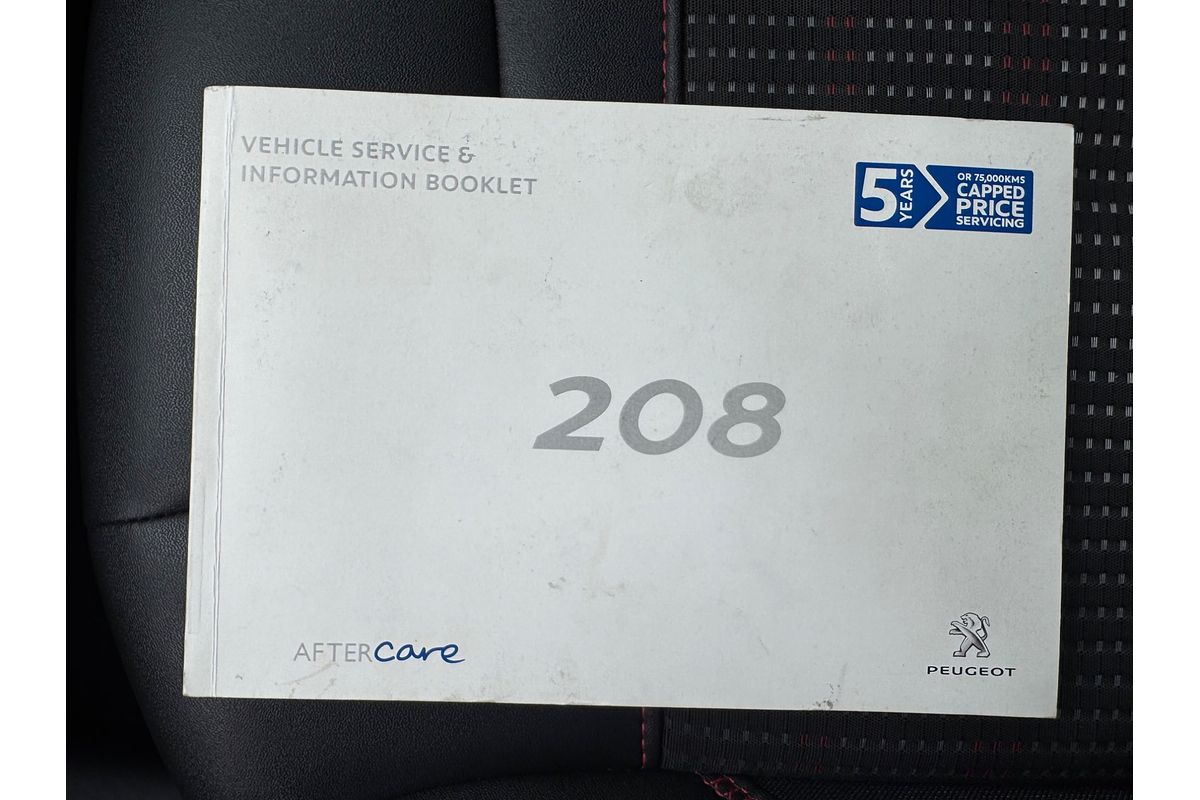 VEHICLE SERVICE &
INFORMATION BOOKLET
5 YEARS
OR 75,000KMS
CAPPED
PRICE
SERVICING
208
AFTERcare
PEUGEOT